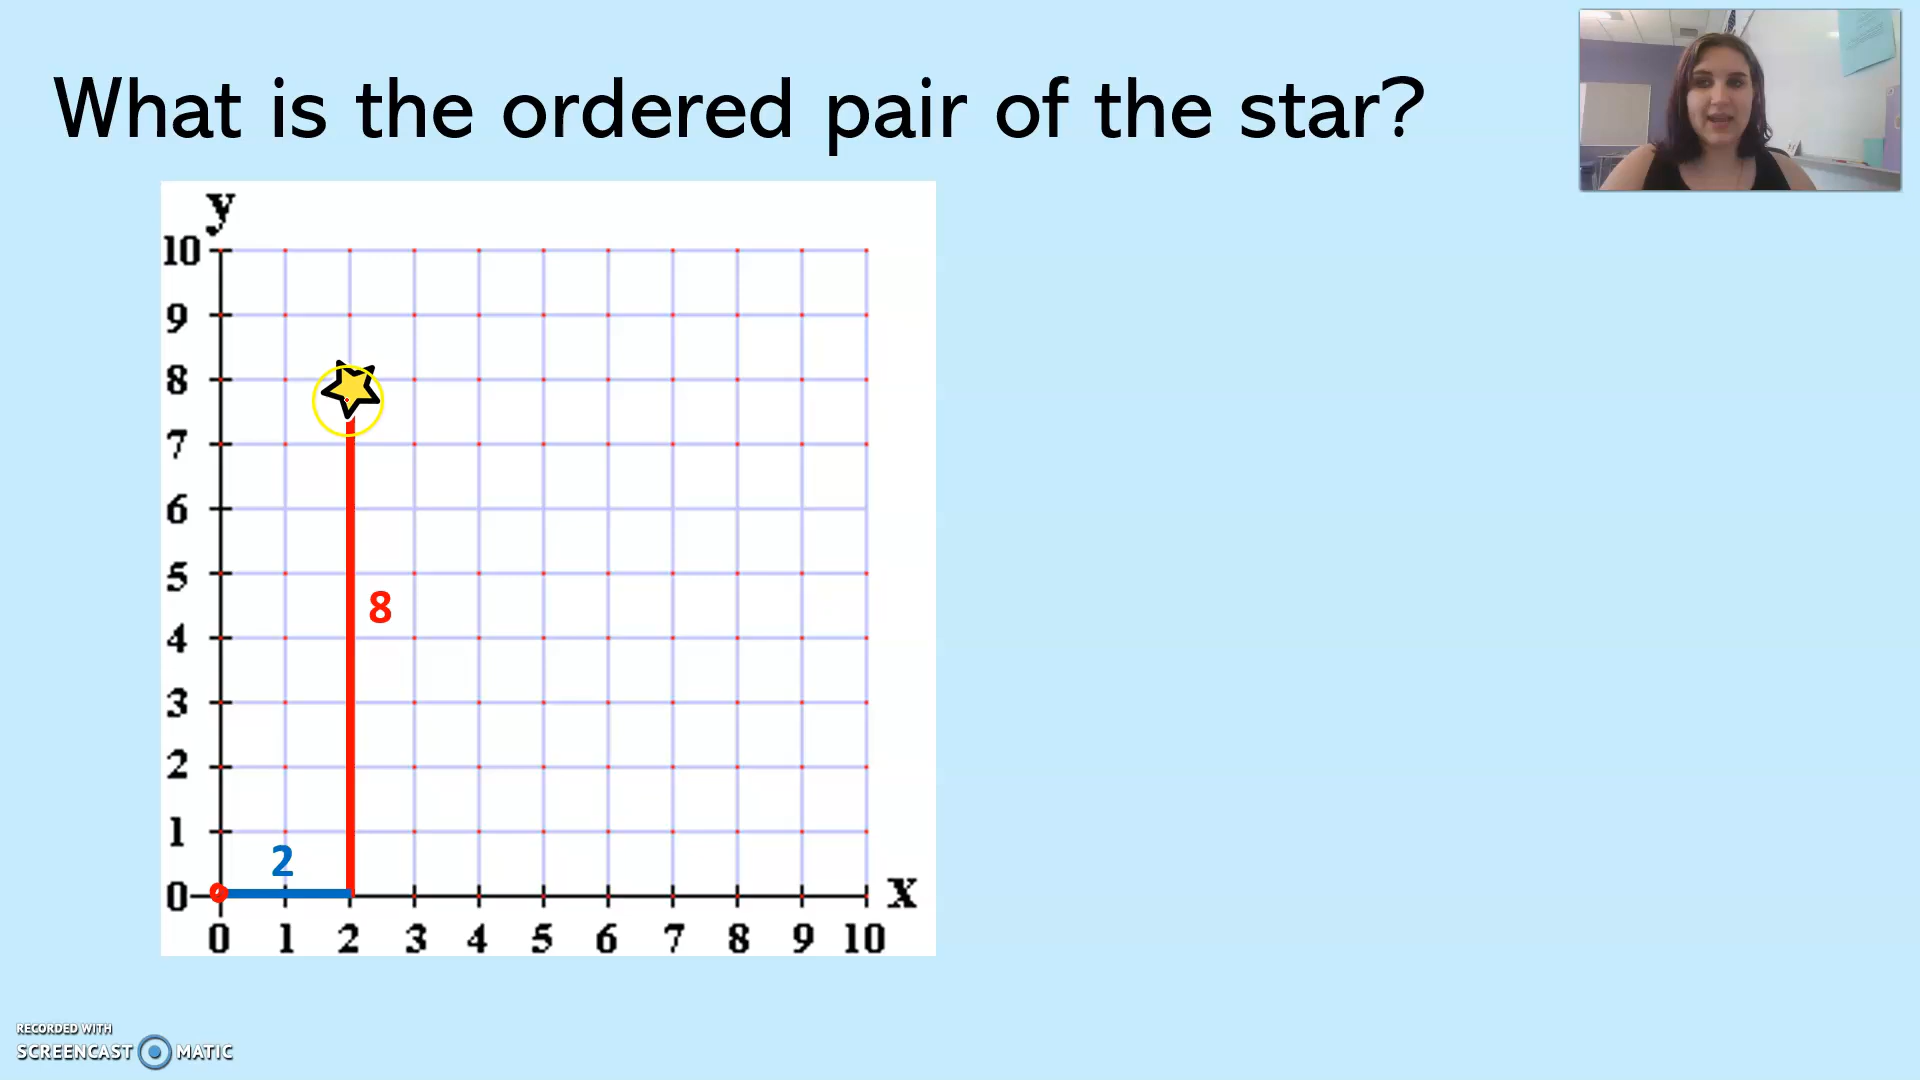 What is the ordered pair of the star?
y
10
9
8
7
6
5
8
4
3
2
1
2
0
x
0 1 2 3 4 5 6 7 8 9 10
RECORDED WITH
SCREENCAST MATIC